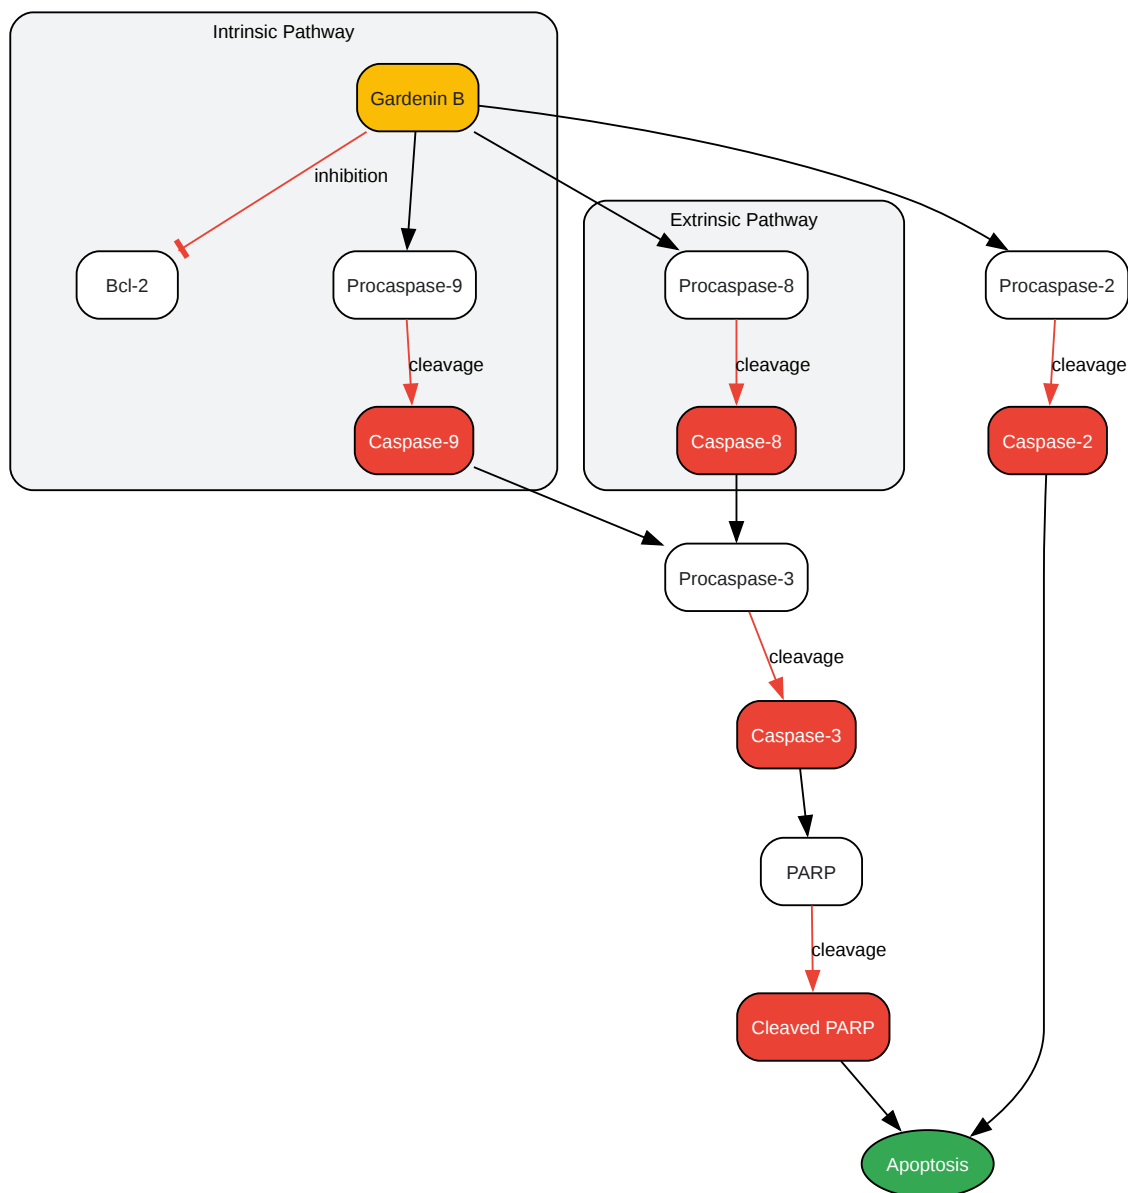 Intrinsic Pathway
Gardenin B
inhibition
Extrinsic Pathway
Bcl-2
Procaspase-9
Procaspase-8
Procaspase-2
cleavage
cleavage
cleavage
Caspase-9
Caspase-8
Caspase-2
Procaspase-3
cleavage
Caspase-3
PARP
cleavage
Cleaved PARP
Apoptosis